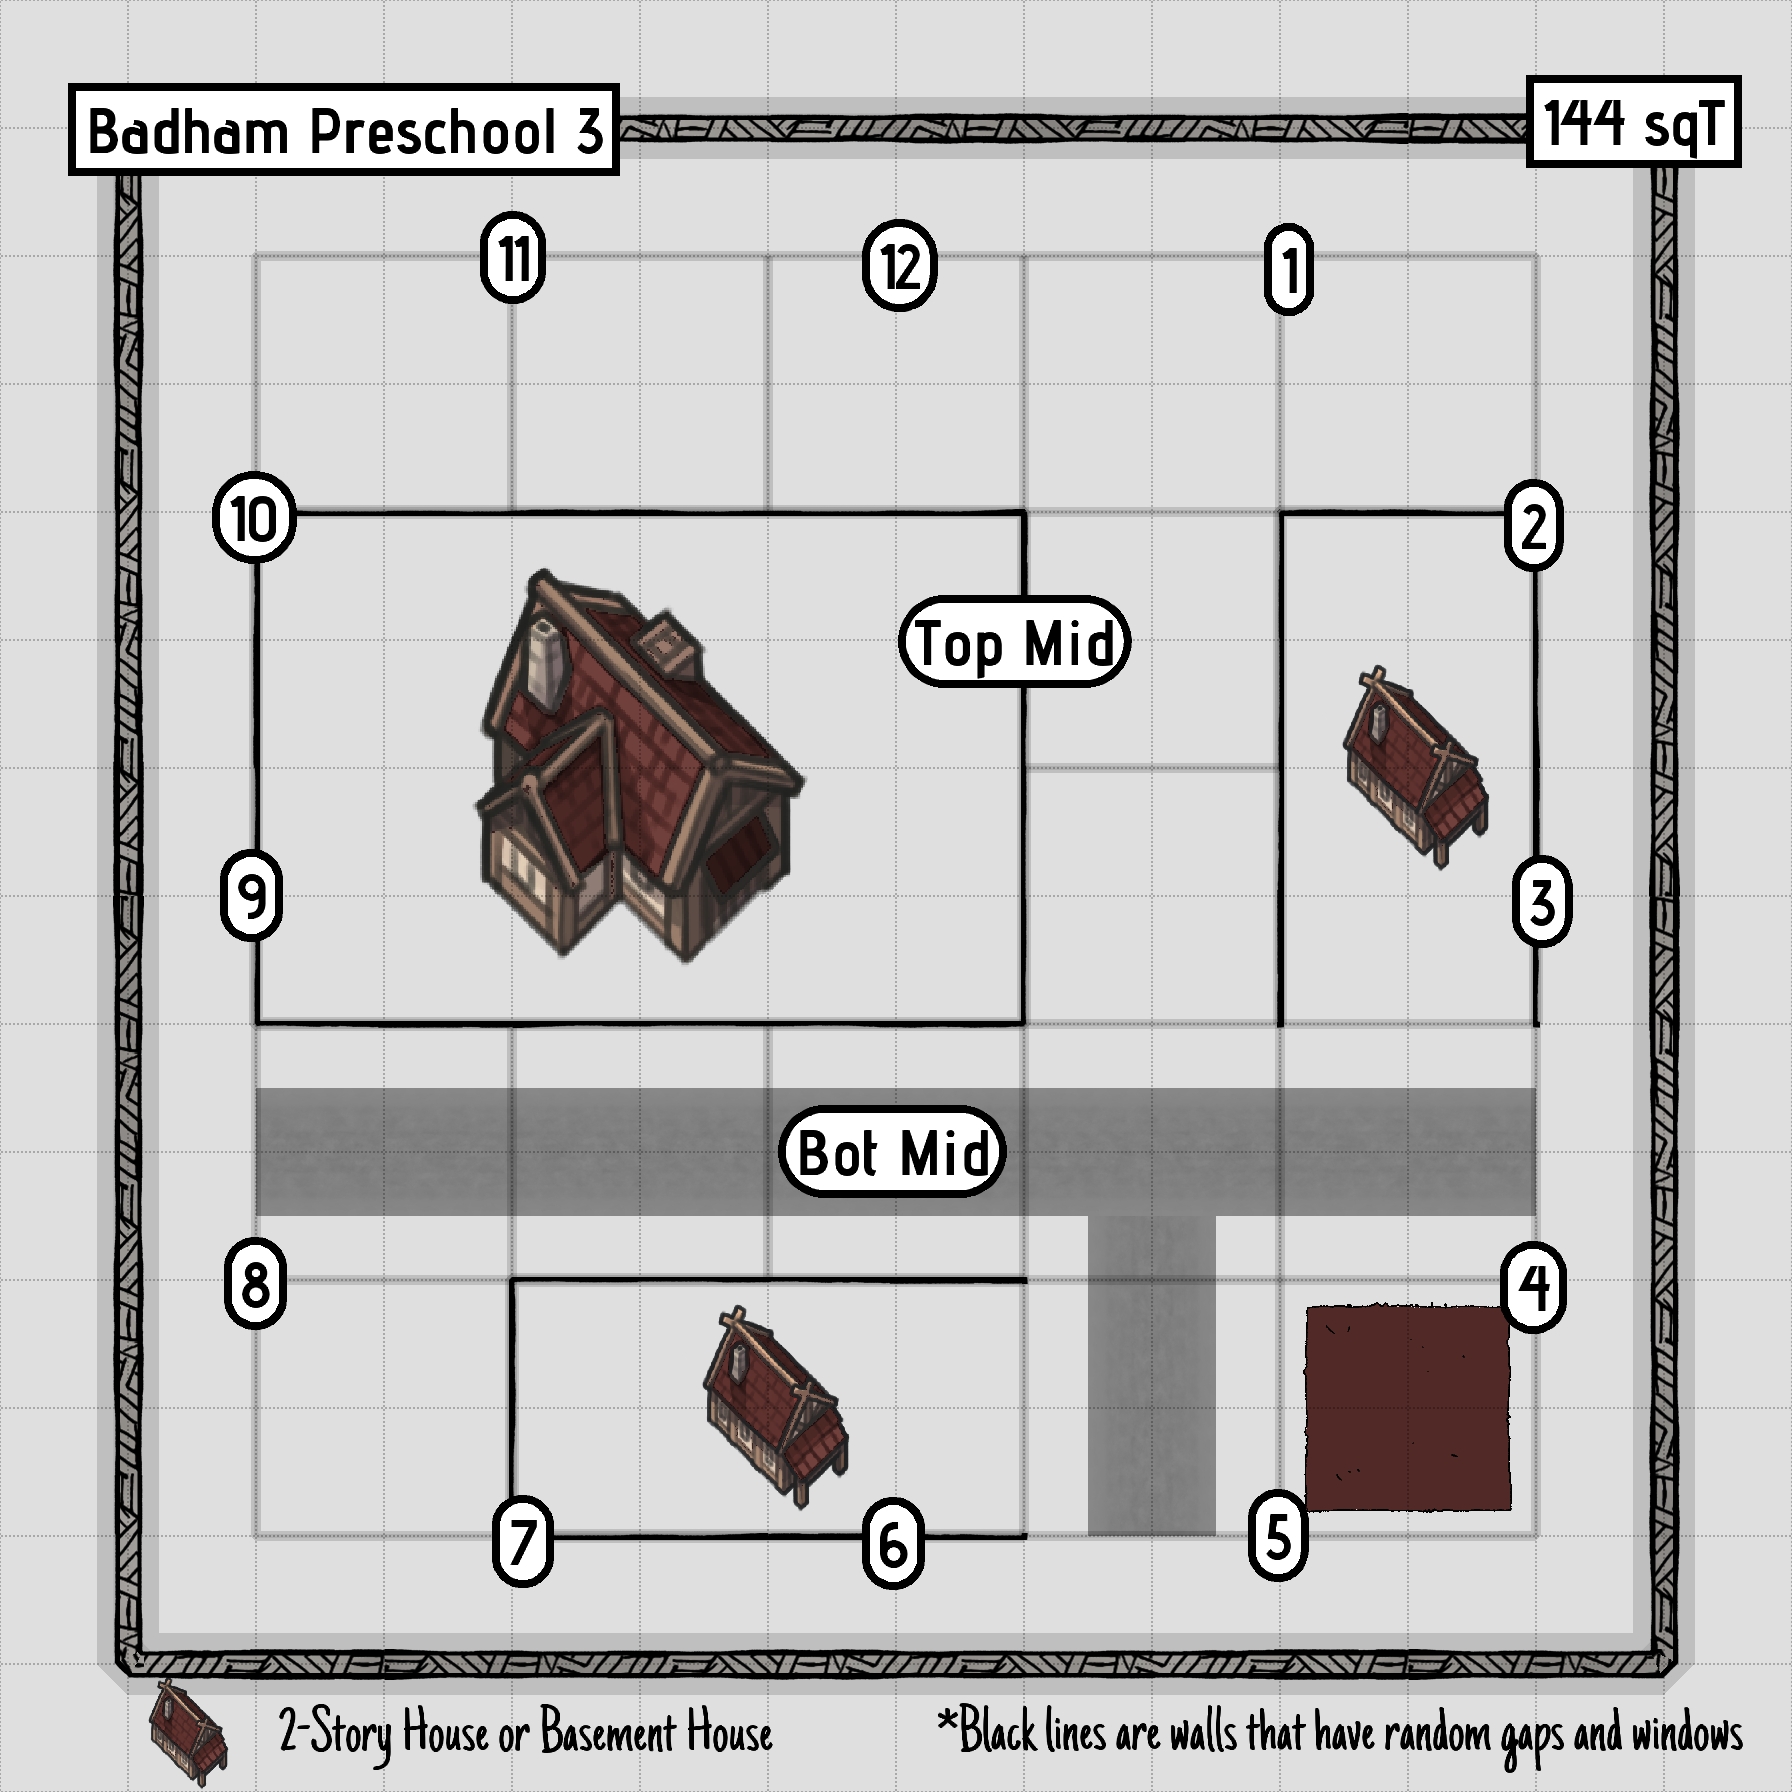 Badham Preschool 3
144 sqT
11
12
1
10
2
Top Mid
9
3
Bot Mid
8
4
7
6
5
2-Story House or Basement House
*Black lines are walls that have random gaps and windows